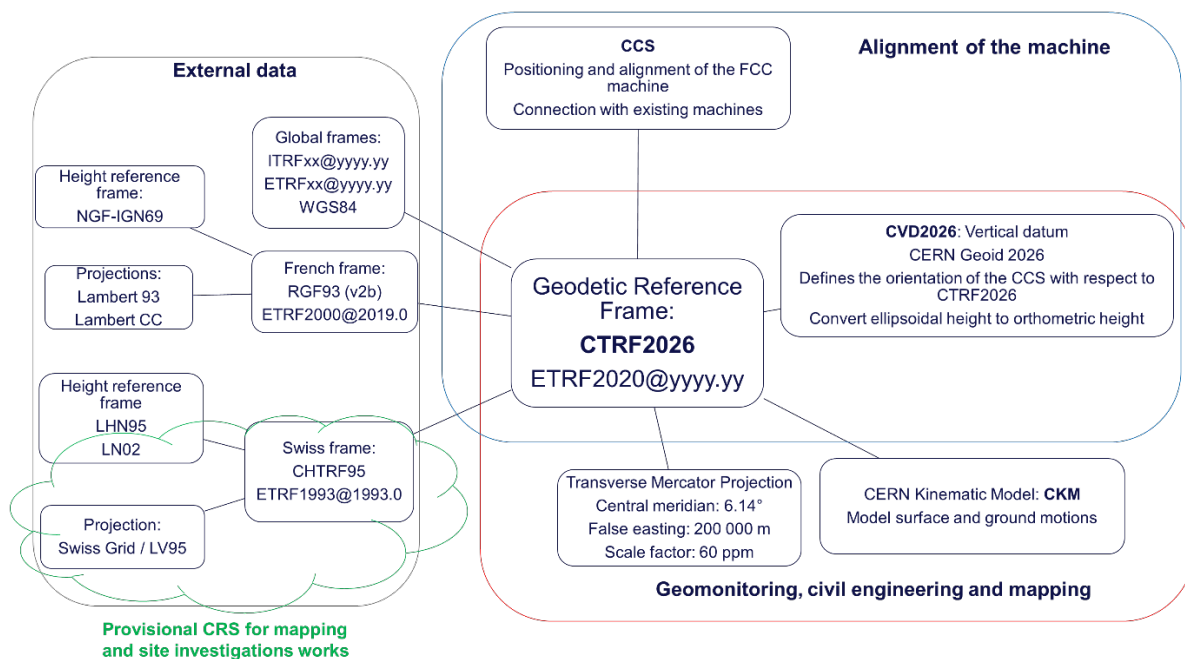 External data
Global frames:
ITRFxx@yyyy.yy
ETRFxx@yyyy.yy
WGS84
Height reference
frame:
NGF-IGN69
Projections:
Lambert 93
Lambert CC
French frame:
RGF93 (v2b)
ETRF2000@2019.0
Height reference
frame
LHN95
LN02
Swiss frame:
CHTRF95
ETRF1993@1993.0
Projection:
Swiss Grid / LV95
Provisional CRS for mapping
and site investigations works
Alignment of the machine
CCS
Positioning and alignment of the FCC
machine
Connection with existing machines
Geodetic Reference
Frame:
CTRF2026
ETRF2020@yyyy.yy
CVD2026: Vertical datum
CERN Geoid 2026
Defines the orientation of the CCS with respect to
CTRF2026
Convert ellipsoidal height to orthometric height
Transverse Mercator Projection
Central meridian: 6.14°
False easting: 200 000 m
Scale factor: 60 ppm
CERN Kinematic Model: CKM
Model surface and ground motions
Geomonitoring, civil engineering and mapping